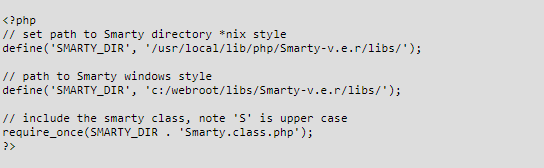 <?php
// set path to Smarty directory *nix style
define('SMARTY_DIR', '/usr/local/lib/php/Smarty-v.e.r/libs/');
// path to Smarty windows style
define('SMARTY_DIR', 'c:/webroot/libs/Smarty-v.e.r/libs/');
// include the smarty class, note 'S' is upper case
require_once(SMARTY_DIR . 'Smarty.class.php');
?>